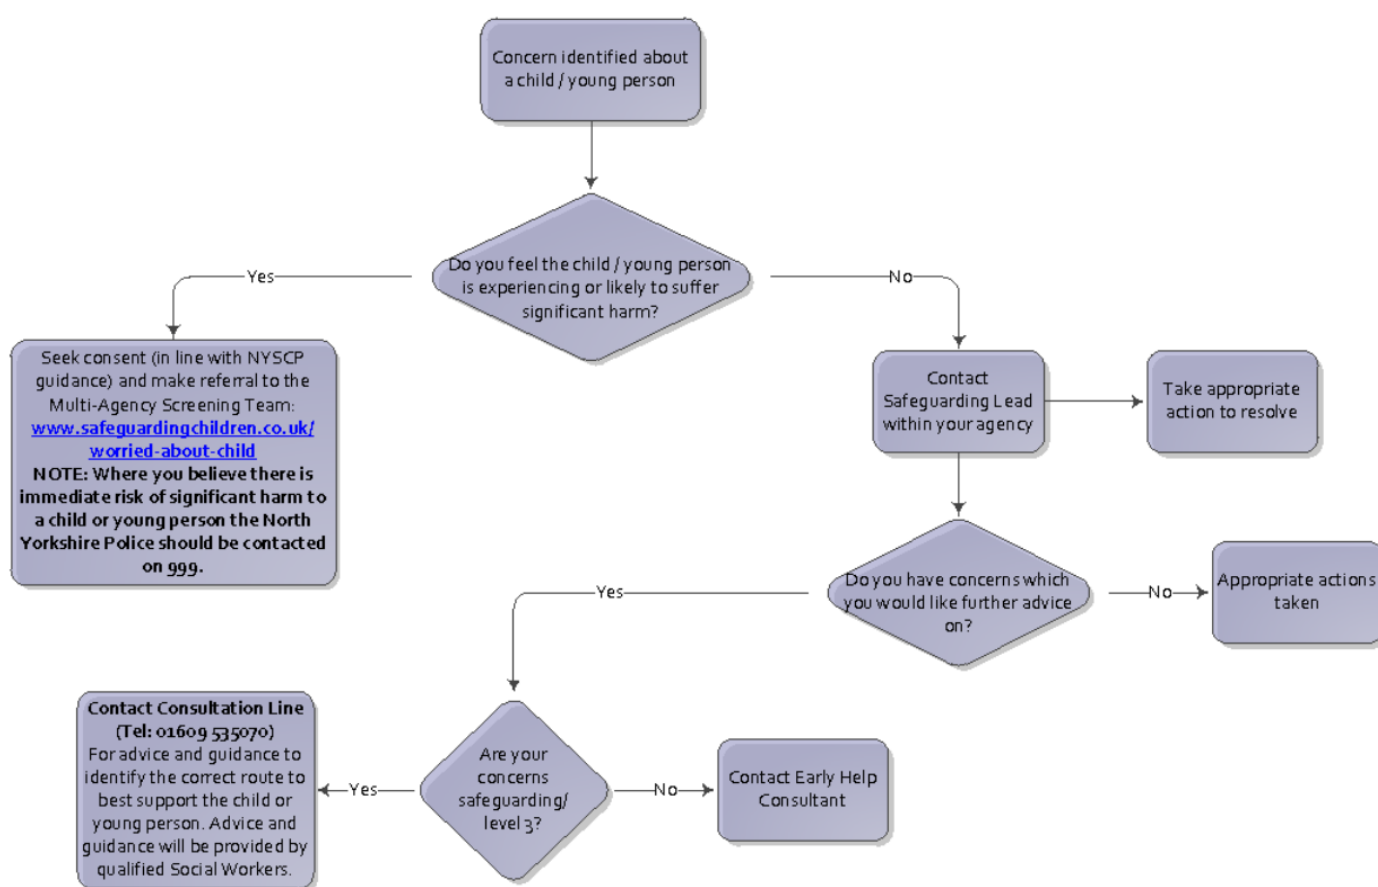 Concern identified about
a child / young person
Do you feel the child / young person
is experiencing or likely to suffer
significant harm?
Yes
No
Seek consent (in line with NYSCP
guidance) and make referral to the
Multi-Agency Screening Team:
www.safeguardingchildren.co.uk/
worried-about-child
NOTE: Where you believe there is
immediate risk of significant harm to
a child or young person the North
Yorkshire Police should be contacted
on 999.
Contact
Safeguarding Lead
within your agency
Take appropriate
action to resolve
Do you have concerns which
you would like further advice
on?
Yes
No
Appropriate actions
taken
Are your
concerns
safeguarding/
level 3?
Yes
No
Contact Consultation Line
(Tel: 01609 535070)
For advice and guidance to
identify the correct route to
best support the child or
young person. Advice and
guidance will be provided by
qualified Social Workers.
Contact Early Help
Consultant